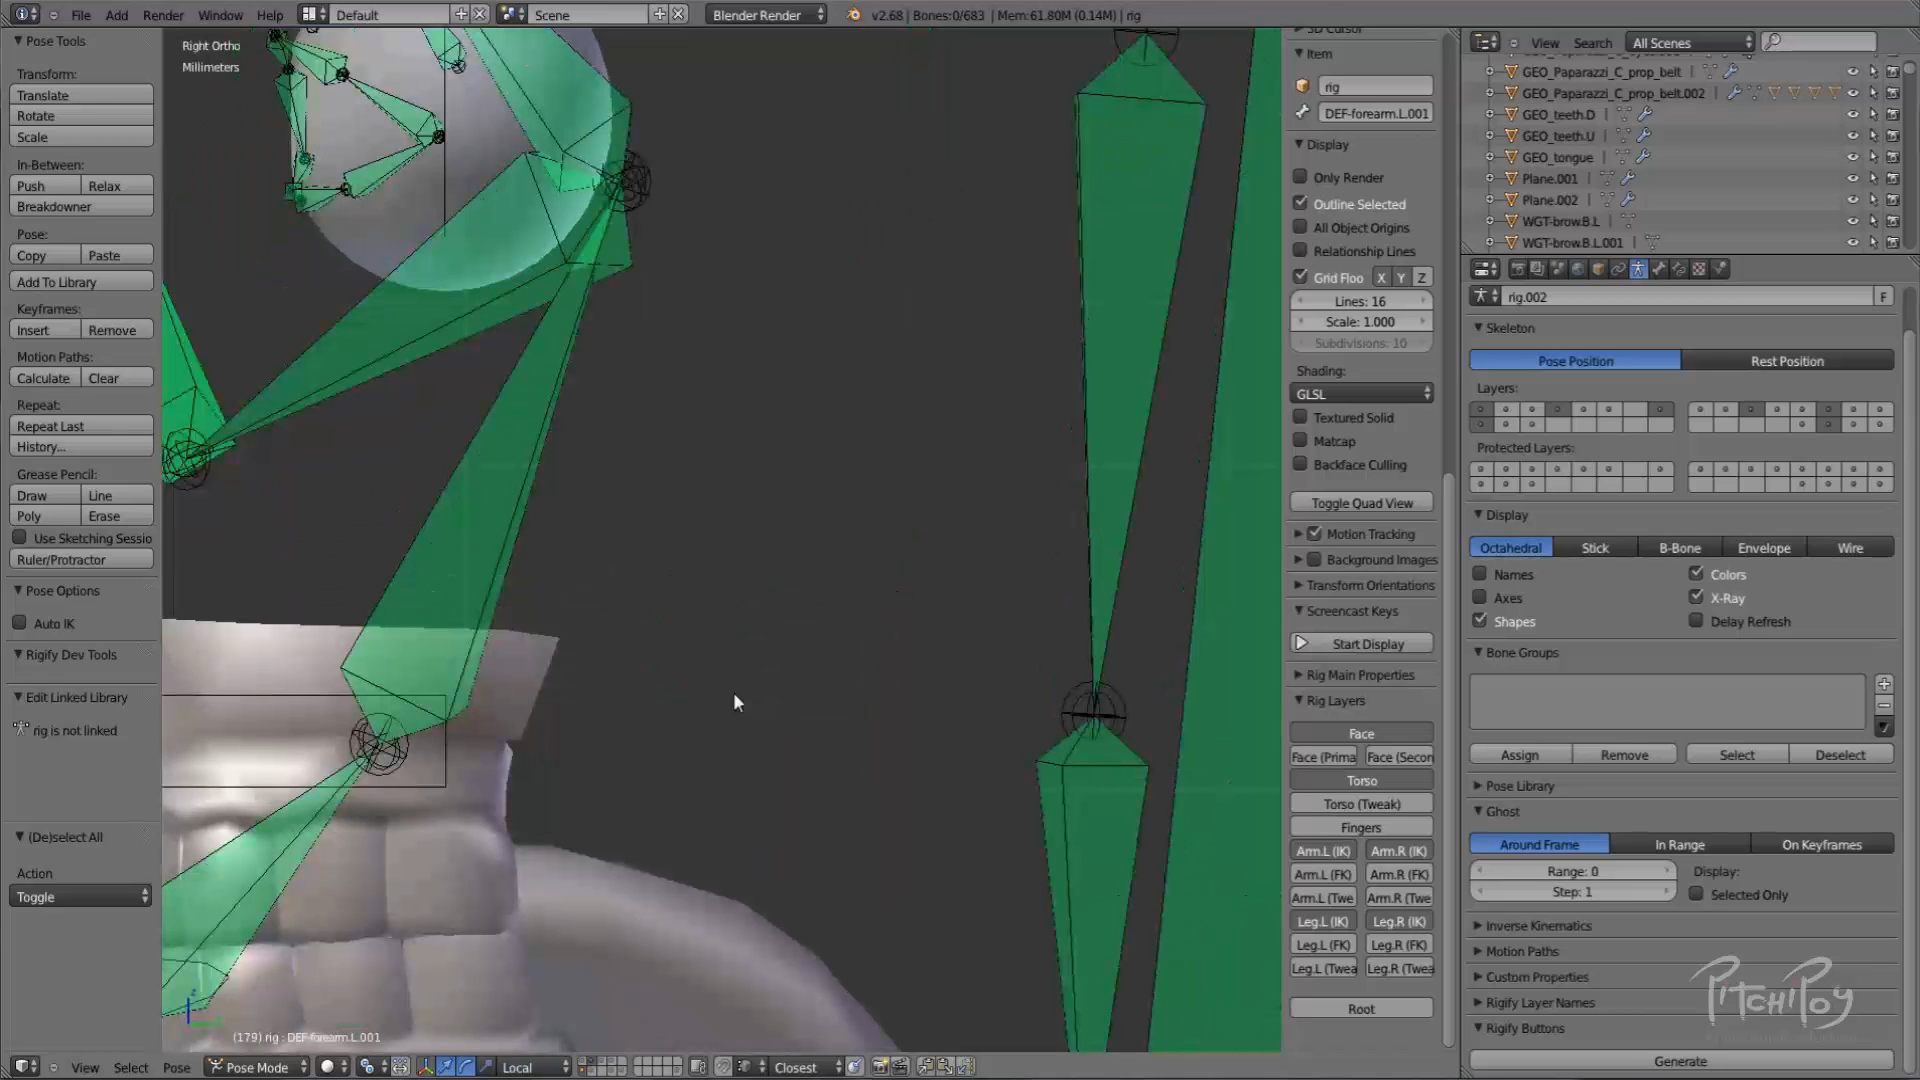 File Add Render Window Help Default Scene Blender Render v2.68 | Bones:0/683 | Mem:61.80M (0.14M) | rig
Pose Tools
Transform:
Translate
Rotate
Scale
In-Between:
Push Relax
Breakdowner
Pose:
Copy Paste
Add To Library
Keyframes:
Insert Remove
Motion Paths:
Calculate Clear
Repeat:
Repeat Last
History...
Grease Pencil:
Draw Line
Poly Erase
Use Sketching Sessio
Ruler/Protractor
Pose Options
Auto IK
Rigify Dev Tools
Edit Linked Library
rig is not linked
(De)select All
Action
Toggle
Right Ortho
Millimeters
(179) rig : DEF-forearm.L.001
View Select Pose Pose Mode Local Closest
3D Cursor
Item
rig
DEF-forearm.L.001
Display
Only Render
Outline Selected
All Object Origins
Relationship Lines
Grid Floo X Y Z
Lines: 16
Scale: 1.000
Subdivisions: 10
Shading:
GLSL
Textured Solid
Matcap
Backface Culling
Toggle Quad View
Motion Tracking
Background Images
Transform Orientations
Screencast Keys
Start Display
Rig Main Properties
Rig Layers
Face
Face (Prima Face (Secon
Torso
Torso (Tweak)
Fingers
Arm.L (IK) Arm.R (IK)
Arm.L (FK) Arm.R (FK)
Arm.L (Twe Arm.R (Twe
Leg.L (IK) Leg.R (IK)
Leg.L (FK) Leg.R (FK)
Leg.L (Twea Leg.R (Twea
Root
View Search All Scenes
GEO_Paparazzi_C_prop_belt
GEO_Paparazzi_C_prop_belt.002
GEO_teeth.D
GEO_teeth.U
GEO_tongue
Plane.001
Plane.002
WGT-brow.B.L
WGT-brow.B.L.001
rig.002 F
Skeleton
Pose Position Rest Position
Layers:
Protected Layers:
Display
Octahedral Stick B-Bone Envelope Wire
Names Colors
Axes X-Ray
Shapes Delay Refresh
Bone Groups
Assign Remove Select Deselect
Pose Library
Ghost
Around Frame In Range On Keyframes
Range: 0 Display:
Step: 1 Selected Only
Inverse Kinematics
Motion Paths
Custom Properties
Rigify Layer Names
Rigify Buttons
Generate
PitchiPoy